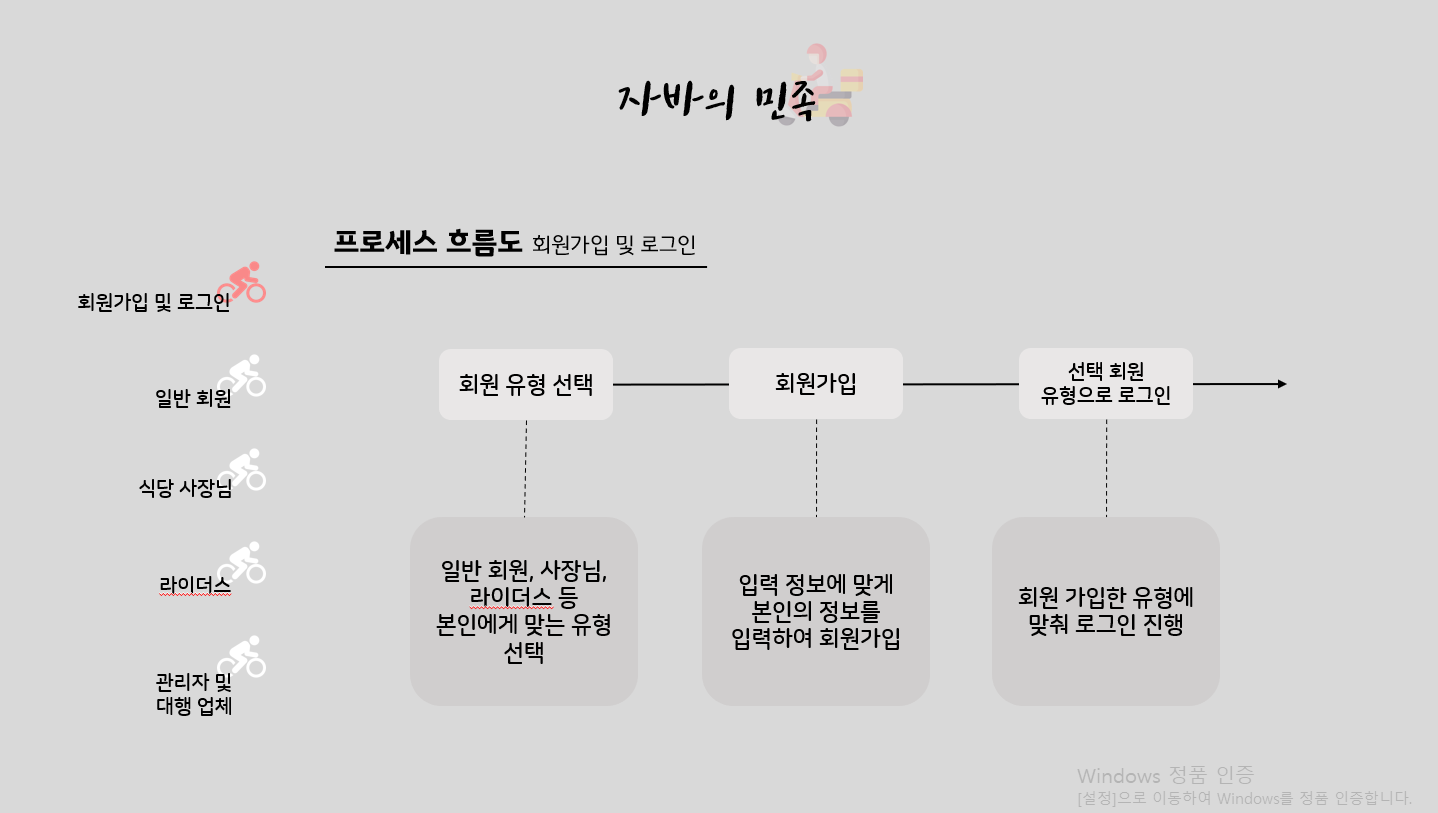 자바의 민족
프로세스 흐름도 회원가입 및 로그인
회원가입 및 로그인
일반 회원
식당 사장님
라이더스
관리자 및
대행 업체
회원 유형 선택
회원가입
선택 회원
유형으로 로그인
일반 회원, 사장님,
라이더스 등
본인에게 맞는 유형
선택
입력 정보에 맞게
본인의 정보를
입력하여 회원가입
회원 가입한 유형에
맞춰 로그인 진행
Windows 정품 인증
[설정]으로 이동하여 Windows를 정품 인증합니다.